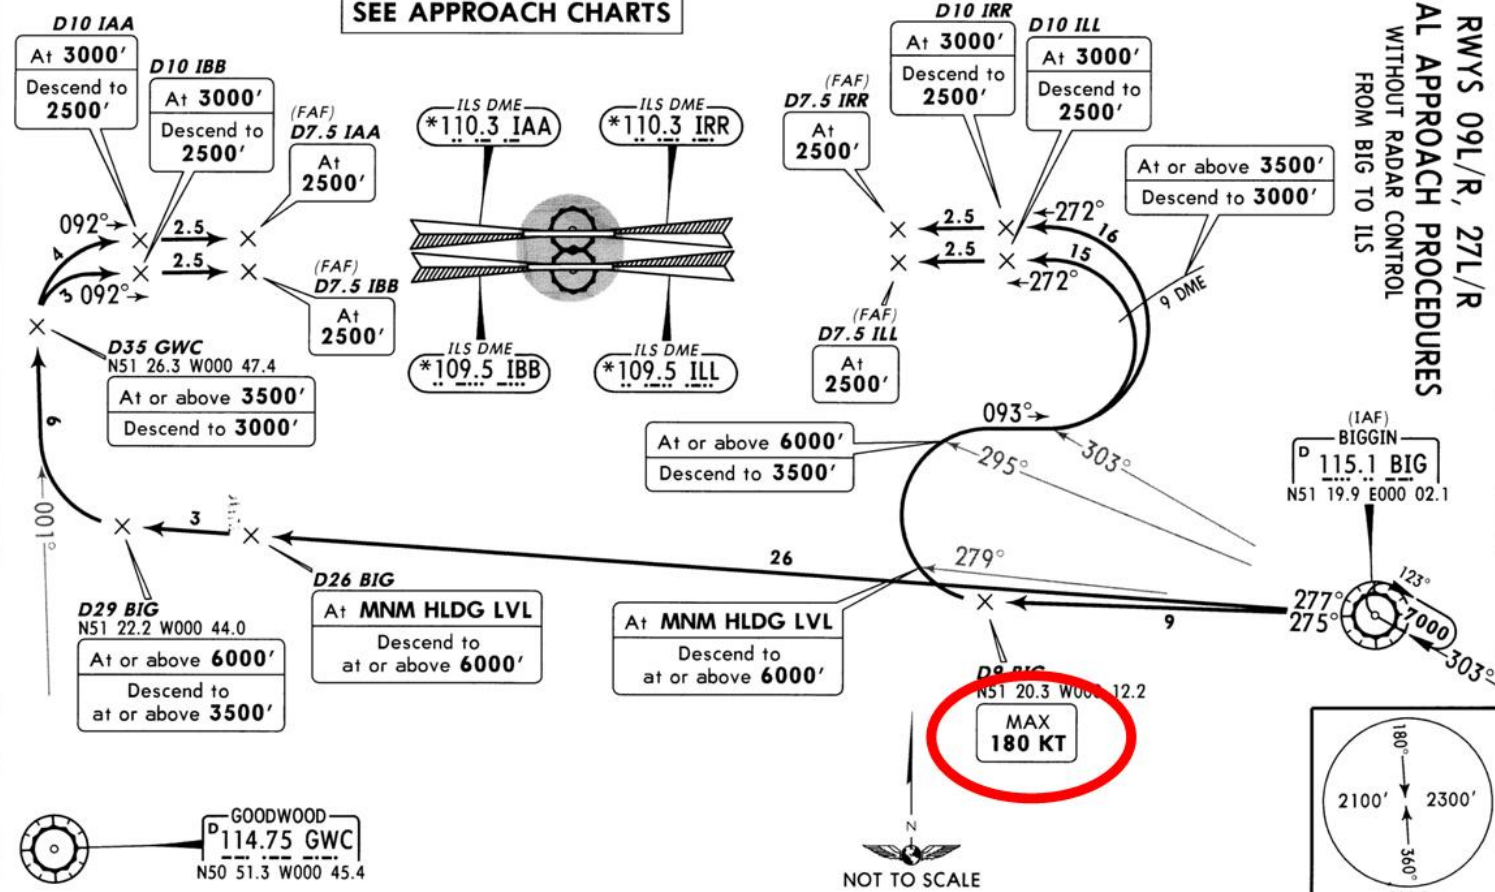 SEE APPROACH CHARTS
RWYS 09L/R, 27L/R
AL APPROACH PROCEDURES
WITHOUT RADAR CONTROL
FROM BIG TO ILS
D10 IAA
At 3000'
Descend to
2500'
D10 IBB
At 3000'
Descend to
2500'
(FAF)
D7.5 IAA
At
2500'
(FAF)
D7.5 IBB
At
2500'
ILS DME
*110.3 IAA
ILS DME
*110.3 IRR
ILS DME
*109.5 IBB
ILS DME
*109.5 ILL
D10 IRR
At 3000'
Descend to
2500'
D10 ILL
At 3000'
Descend to
2500'
(FAF)
D7.5 IRR
At
2500'
(FAF)
D7.5 ILL
At
2500'
At or above 3500'
Descend to 3000'
092°
2.5
4
092°
2.5
3
2.5
272°
16
2.5
15
272°
9 DME
D35 GWC
N51 26.3 W000 47.4
At or above 3500'
Descend to 3000'
9
001°
093°
At or above 6000'
Descend to 3500'
295°
303°
(IAF)
BIGGIN
D 115.1 BIG
N51 19.9 E000 02.1
3
26
279°
277°
275°
9
123°
7000
303°
D29 BIG
N51 22.2 W000 44.0
At or above 6000'
Descend to
at or above 3500'
D26 BIG
At MNM HLDG LVL
Descend to
at or above 6000'
At MNM HLDG LVL
Descend to
at or above 6000'
D9 BIG
N51 20.3 W000 12.2
MAX
180 KT
GOODWOOD
D 114.75 GWC
N50 51.3 W000 45.4
N
NOT TO SCALE
180°
2100' 2300'
360°